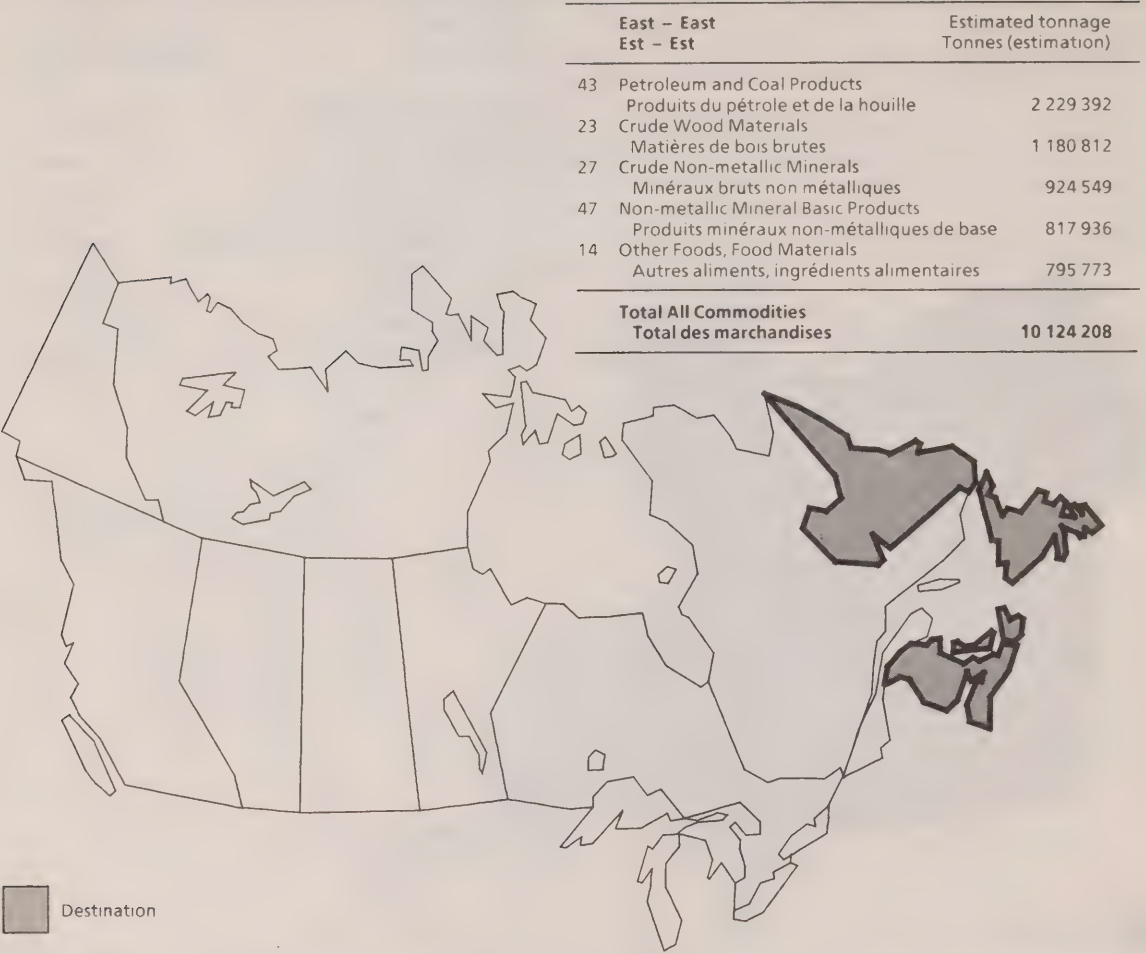 East – East Estimated tonnage
Est – Est Tonnes (estimation)
43 Petroleum and Coal Products
Produits du pétrole et de la houille 2 229 392
23 Crude Wood Materials
Matières de bois brutes 1 180 812
27 Crude Non-metallic Minerals
Minéraux bruts non métalliques 924 549
47 Non-metallic Mineral Basic Products
Produits minéraux non-métalliques de base 817 936
14 Other Foods, Food Materials
Autres aliments, ingrédients alimentaires 795 773
Total All Commodities
Total des marchandises 10 124 208
Destination